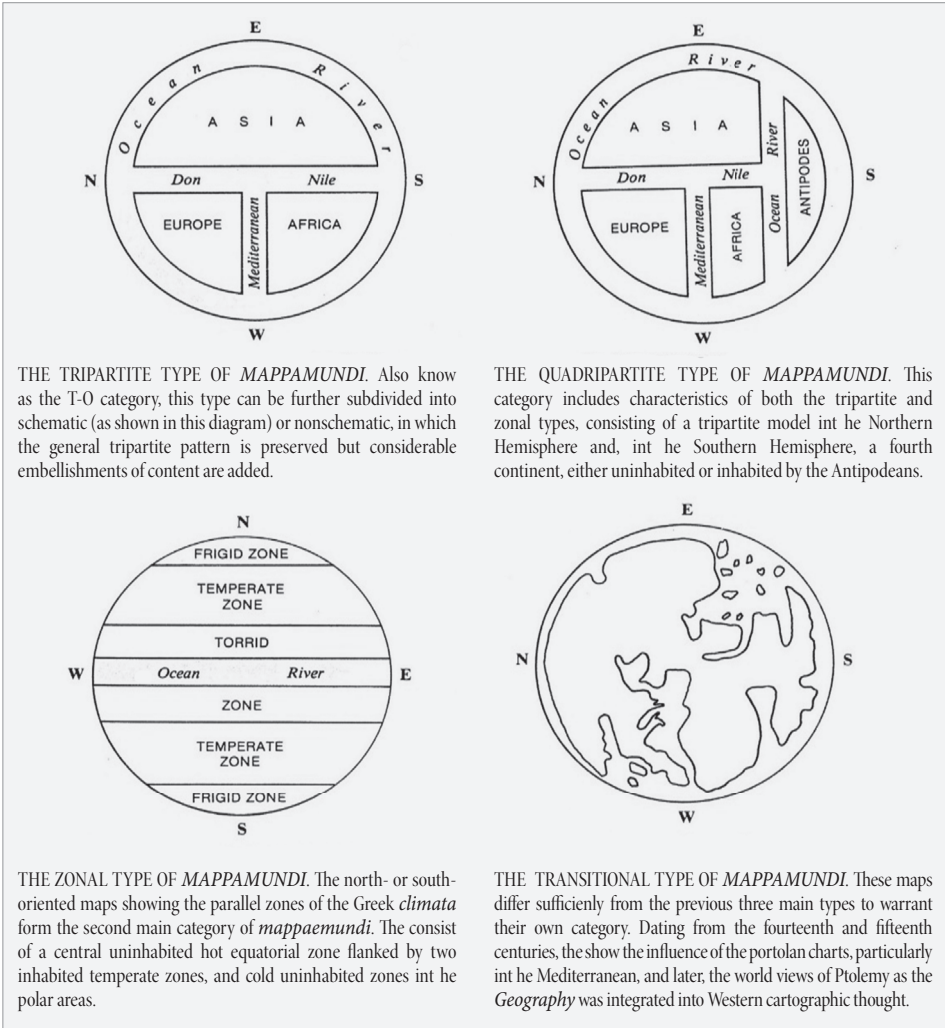 E
Ocean River
ASIA
N
S
Don
Nile
EUROPE
Mediterranean
AFRICA
W
THE TRIPARTITE TYPE OF MAPPAMUNDI. Also know
as the T-O category, this type can be further subdivided into
schematic (as shown in this diagram) or nonschematic, in which
the general tripartite pattern is preserved but considerable
embellishments of content are added.
E
Ocean River
ASIA
River
N
S
Don
Nile
ANTIPODES
EUROPE
Mediterranean
AFRICA
Ocean
W
THE QUADRIPARTITE TYPE OF MAPPAMUNDI. This
category includes characteristics of both the tripartite and
zonal types, consisting of a tripartite model int he Northern
Hemisphere and, int he Southern Hemisphere, a fourth
continent, either uninhabited or inhabited by the Antipodeans.
N
FRIGID ZONE
TEMPERATE
ZONE
TORRID
W
Ocean River
E
ZONE
TEMPERATE
ZONE
FRIGID ZONE
S
THE ZONAL TYPE OF MAPPAMUNDI. The north- or south-
oriented maps showing the parallel zones of the Greek climata
form the second main category of mappaemundi. The consist
of a central uninhabited hot equatorial zone flanked by two
inhabited temperate zones, and cold uninhabited zones int he
polar areas.
E
N
S
W
THE TRANSITIONAL TYPE OF MAPPAMUNDI. These maps
differ sufficienly from the previous three main types to warrant
their own category. Dating from the fourteenth and fifteenth
centuries, the show the influence of the portolan charts, particularly
int he Mediterranean, and later, the world views of Ptolemy as the
Geography was integrated into Western cartographic thought.